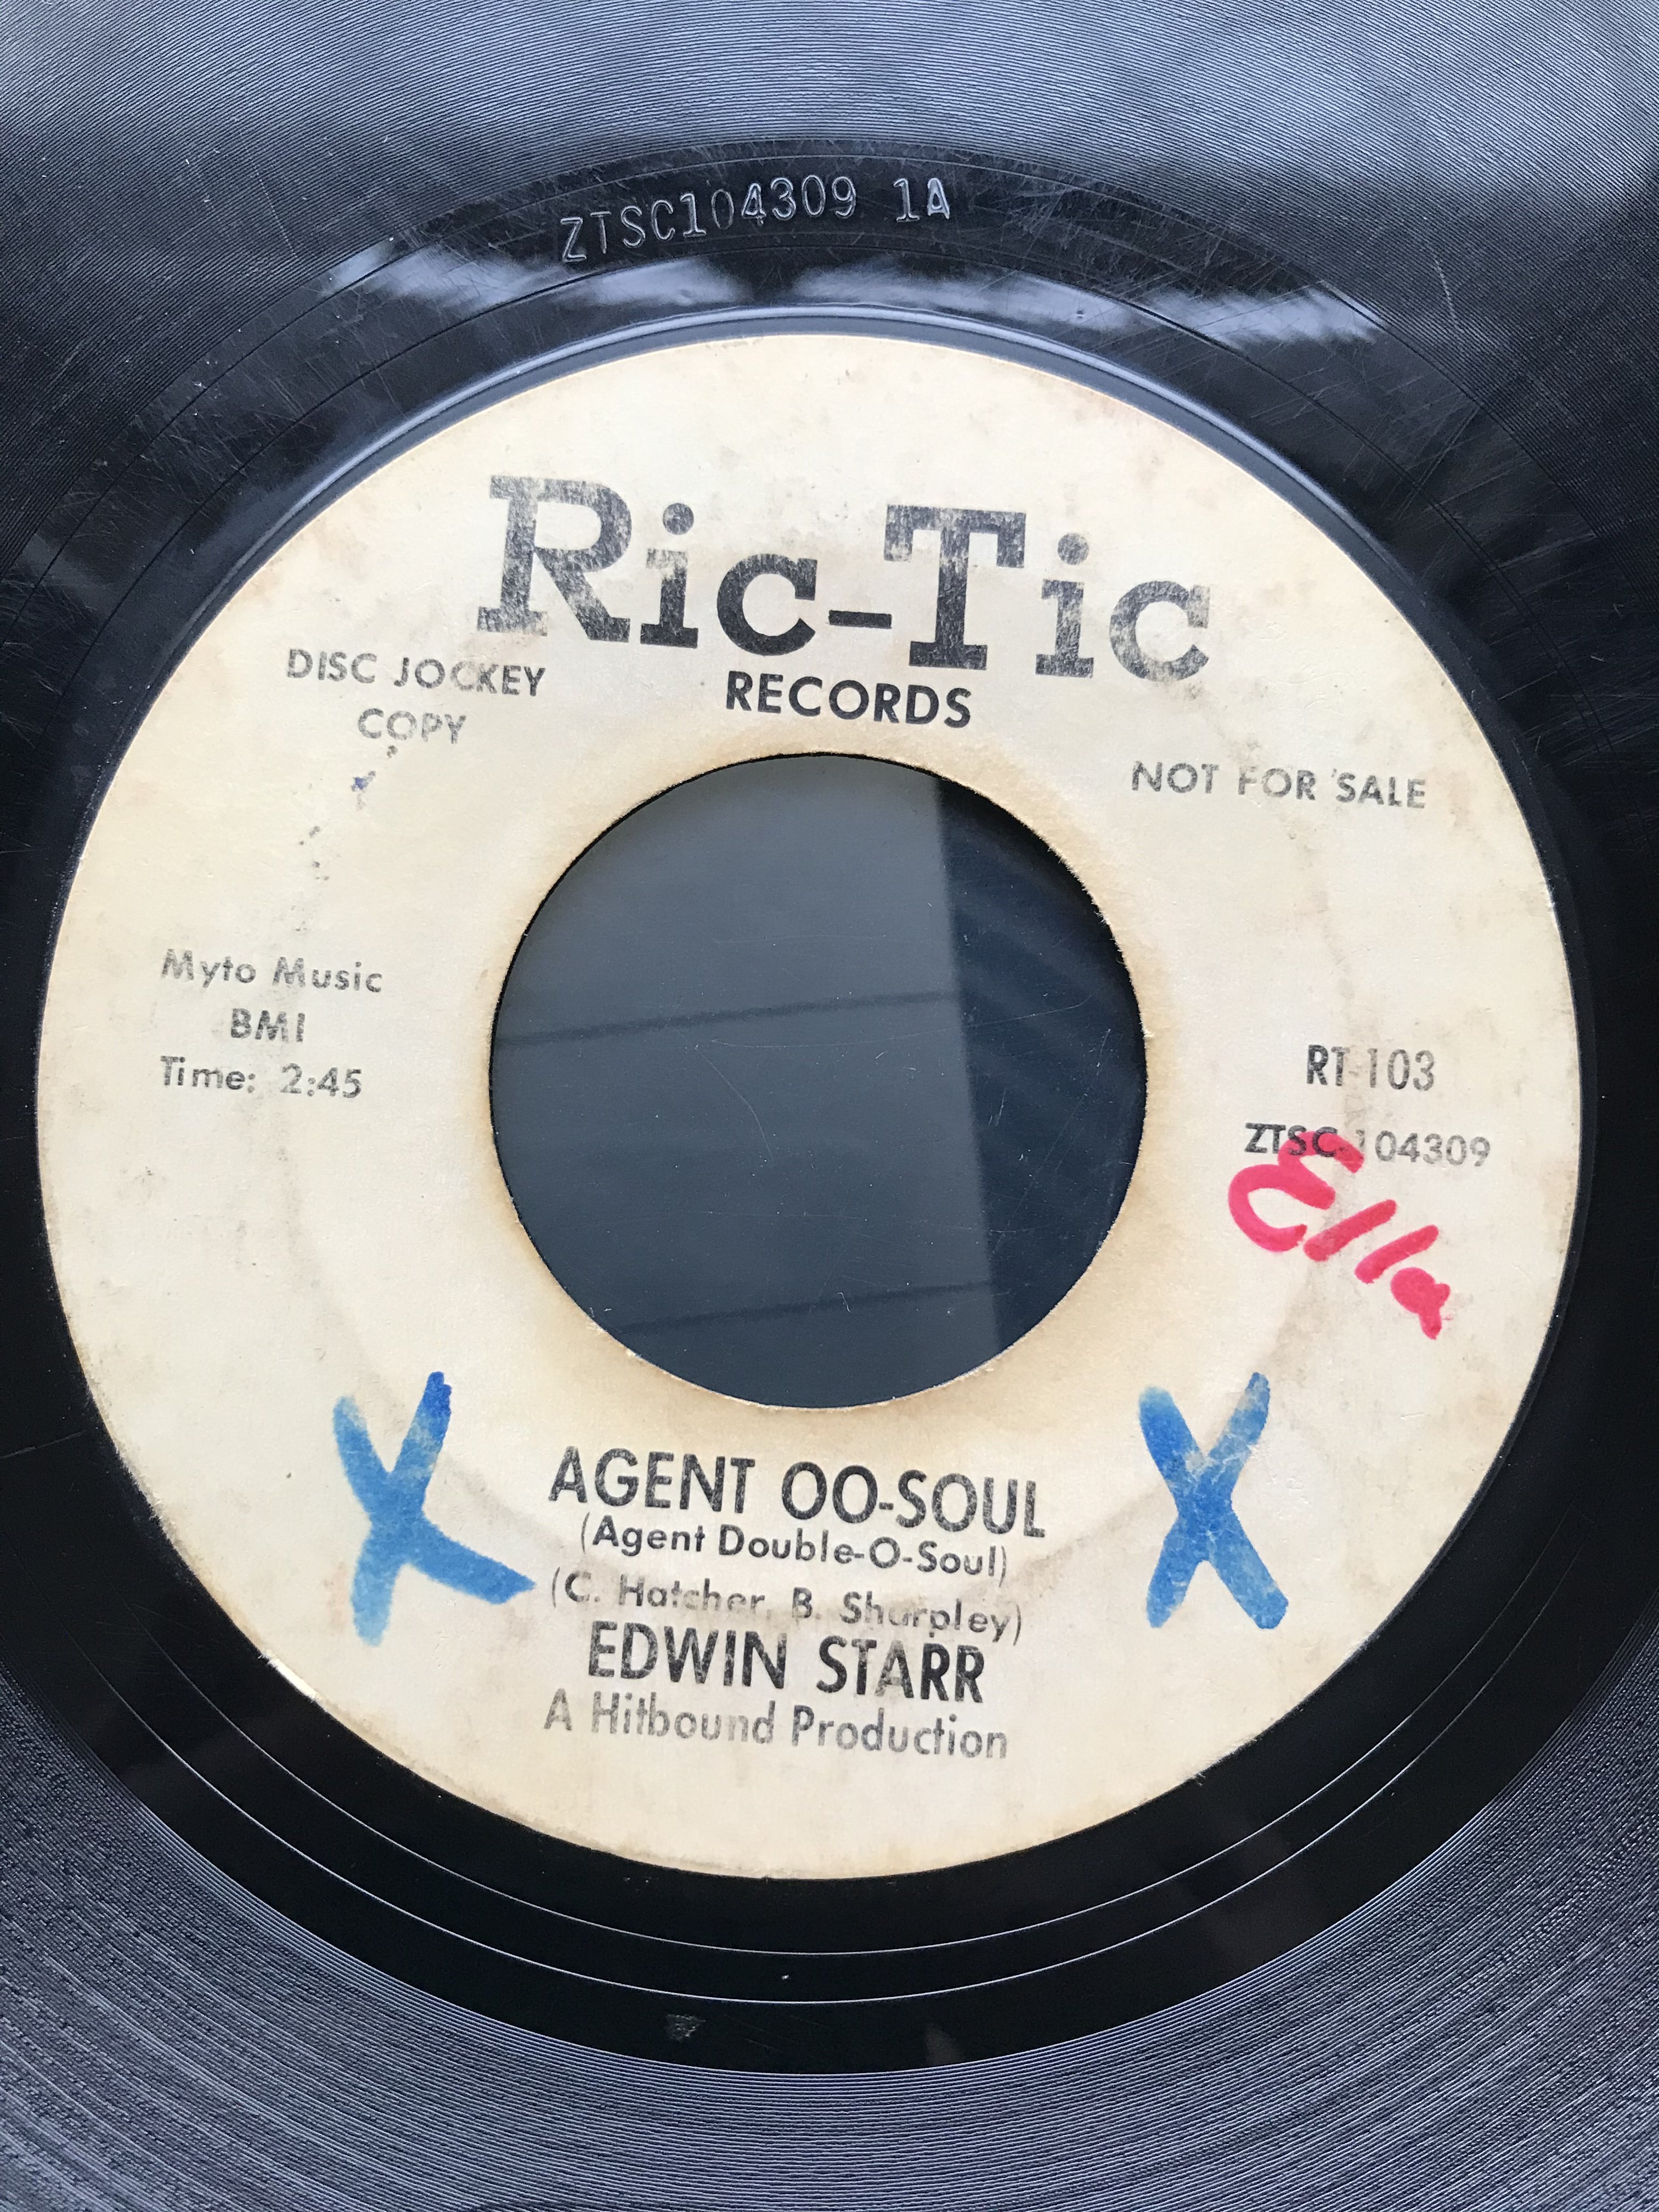 ZTSC104309 1A
Ric-Tic
RECORDS
DISC JOCKEY
COPY
NOT FOR SALE
Myto Music
BMI
Time: 2:45
RT-103
ZTSC-104309
Ella
X X
AGENT OO-SOUL
(Agent Double-O-Soul)
(C. Hatcher, B. Sharpley)
EDWIN STARR
A Hitbound Production